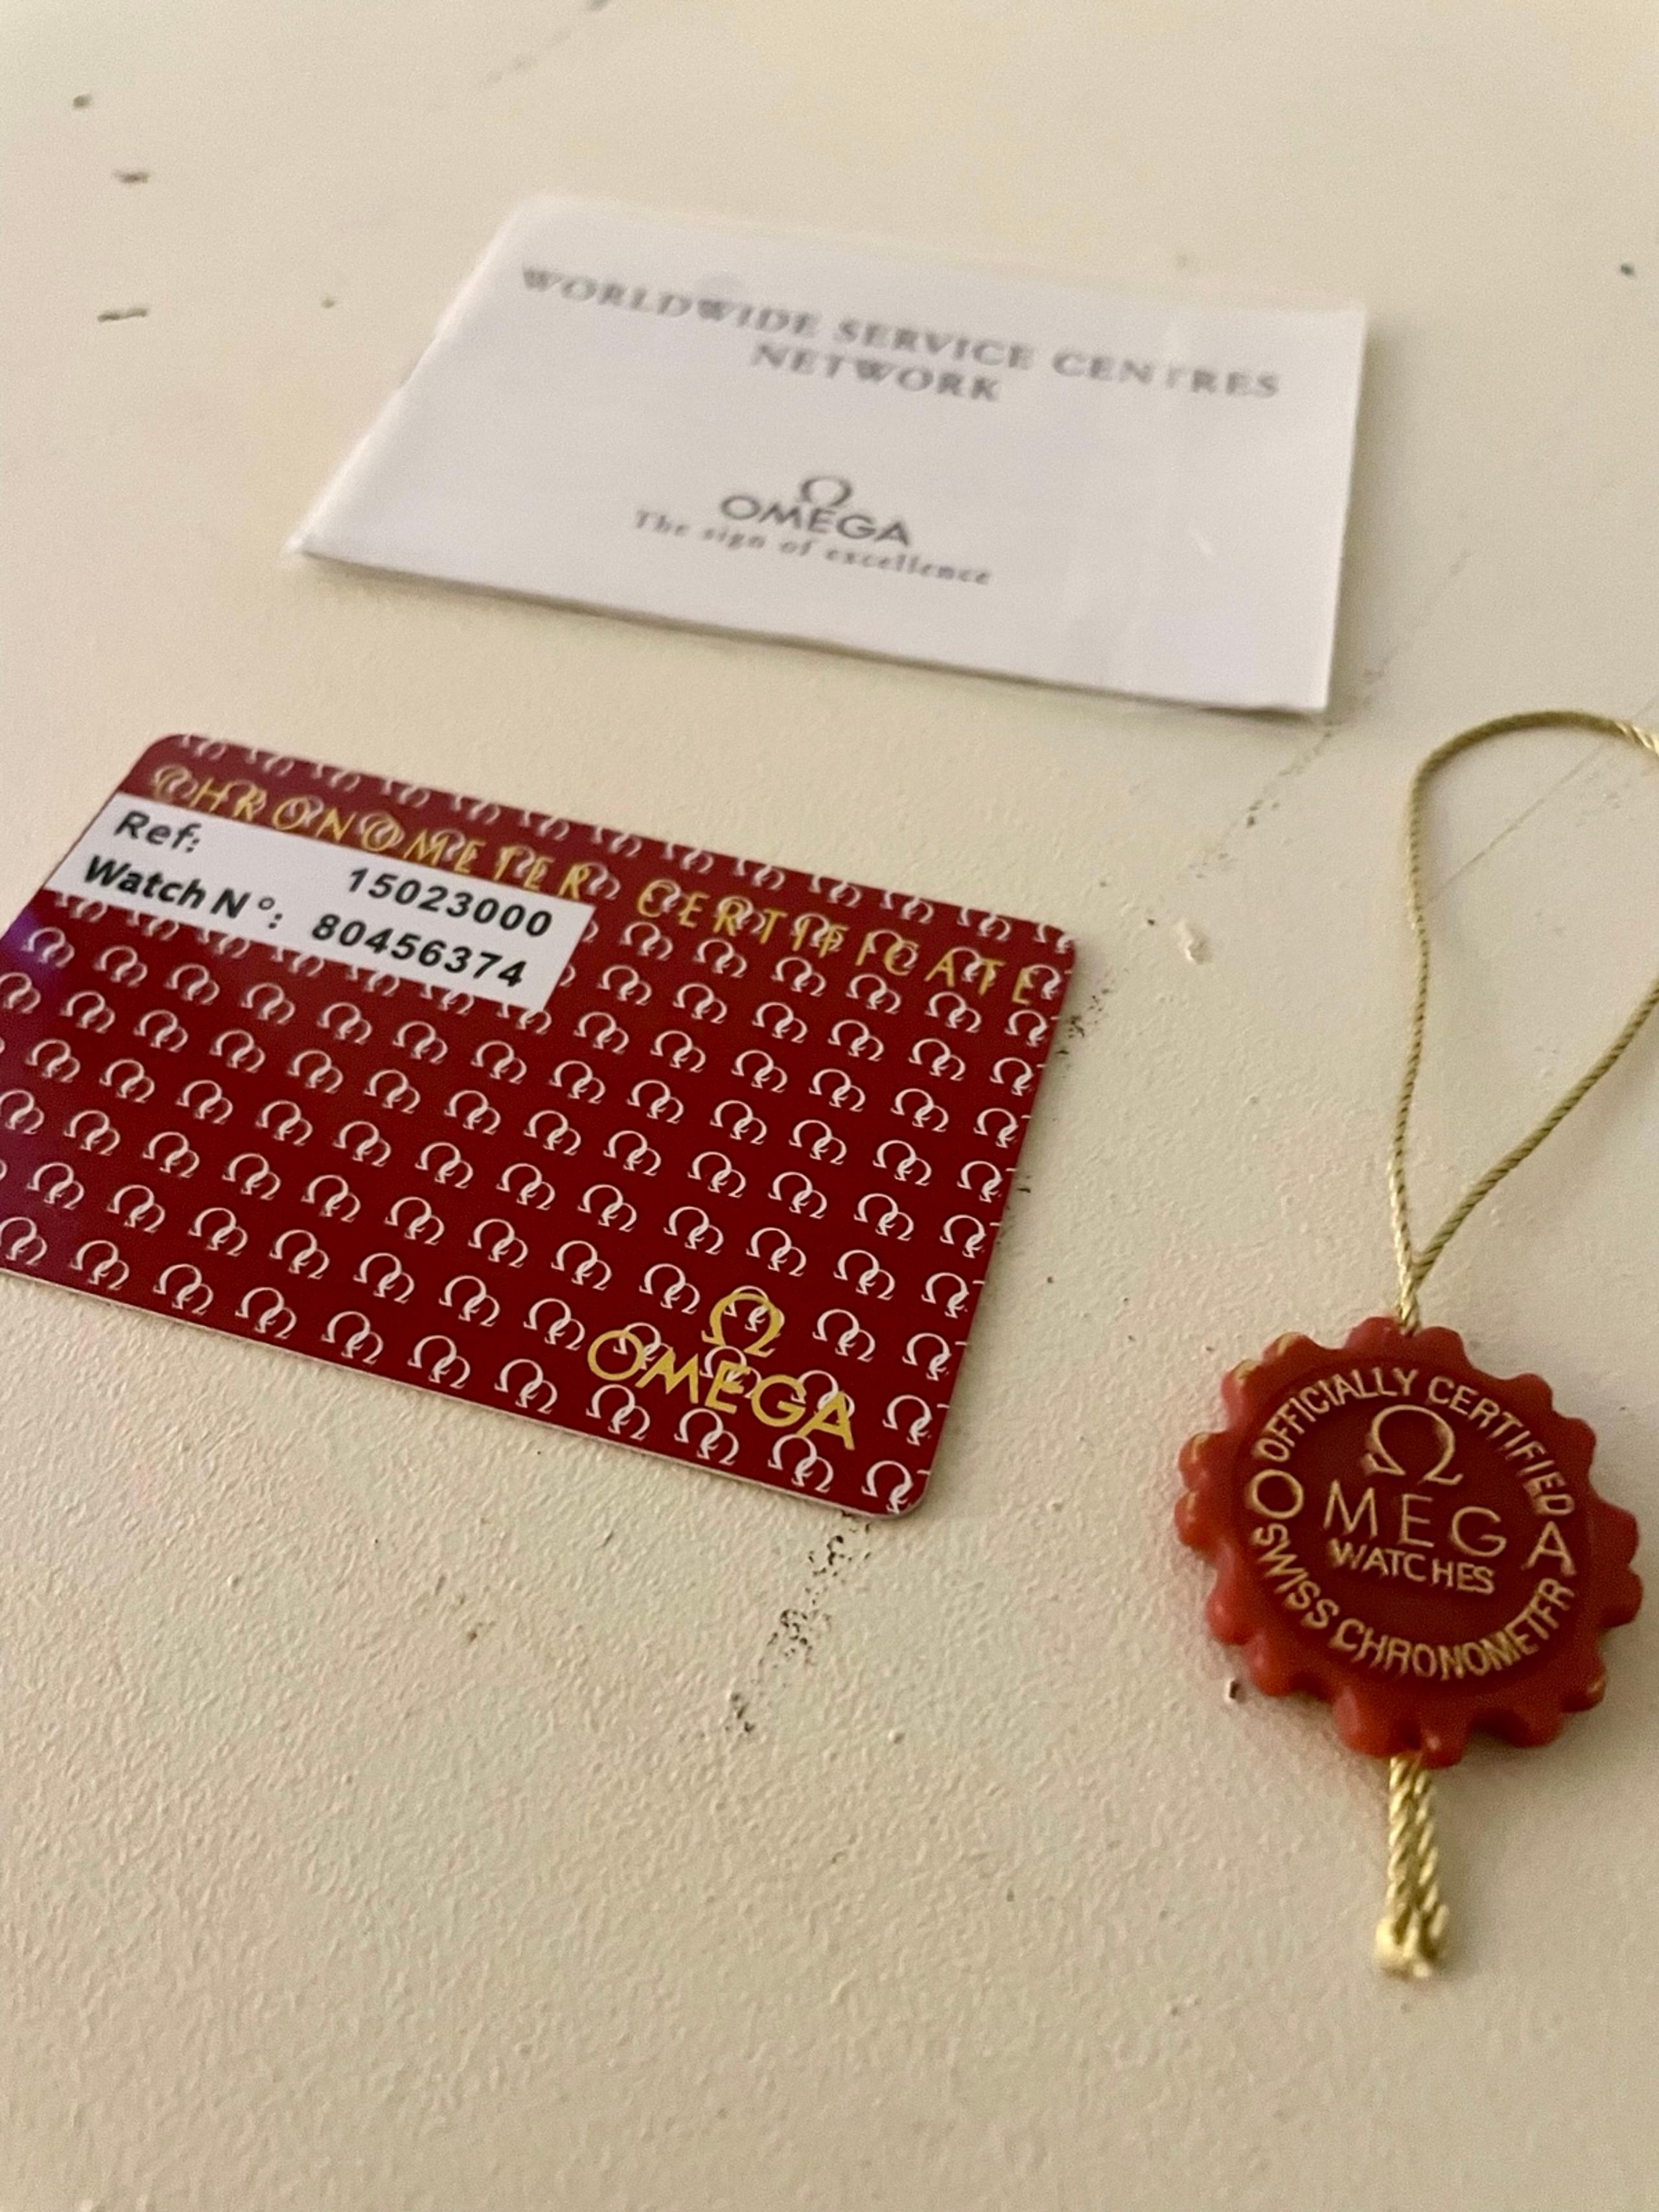 WORLDWIDE SERVICE CENTRES
NETWORK
Ω
OMEGA
The sign of excellence
CHRONOMETER CERTIFICATE
Ref:
15023000
Watch N°: 80456374
Ω
OMEGA
OFFICIALLY CERTIFIED
Ω
OMEGA
WATCHES
SWISS CHRONOMETER